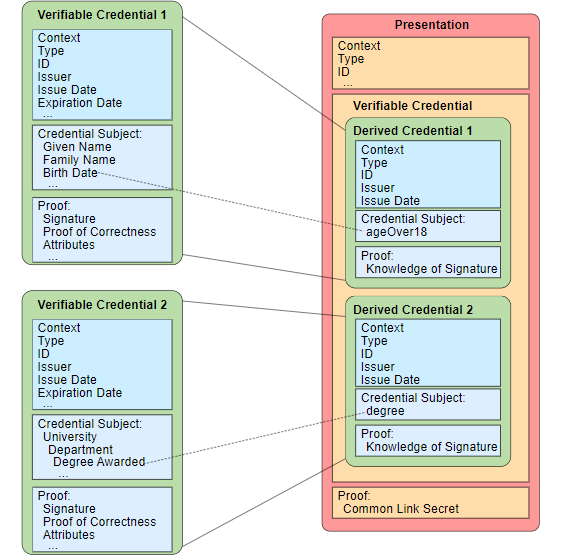 Verifiable Credential 1
Context
Type
ID
Issuer
Issue Date
Expiration Date
...
Credential Subject:
Given Name
Family Name
Birth Date
...
Proof:
Signature
Proof of Correctness
Attributes
...
Verifiable Credential 2
Context
Type
ID
Issuer
Issue Date
Expiration Date
...
Credential Subject:
University
Department
Degree Awarded
...
Proof:
Signature
Proof of Correctness
Attributes
...
Presentation
Context
Type
ID
...
Verifiable Credential
Derived Credential 1
Context
Type
ID
Issuer
Issue Date
Credential Subject:
ageOver18
Proof:
Knowledge of Signature
Derived Credential 2
Context
Type
ID
Issuer
Issue Date
Credential Subject:
degree
Proof:
Knowledge of Signature
Proof:
Common Link Secret